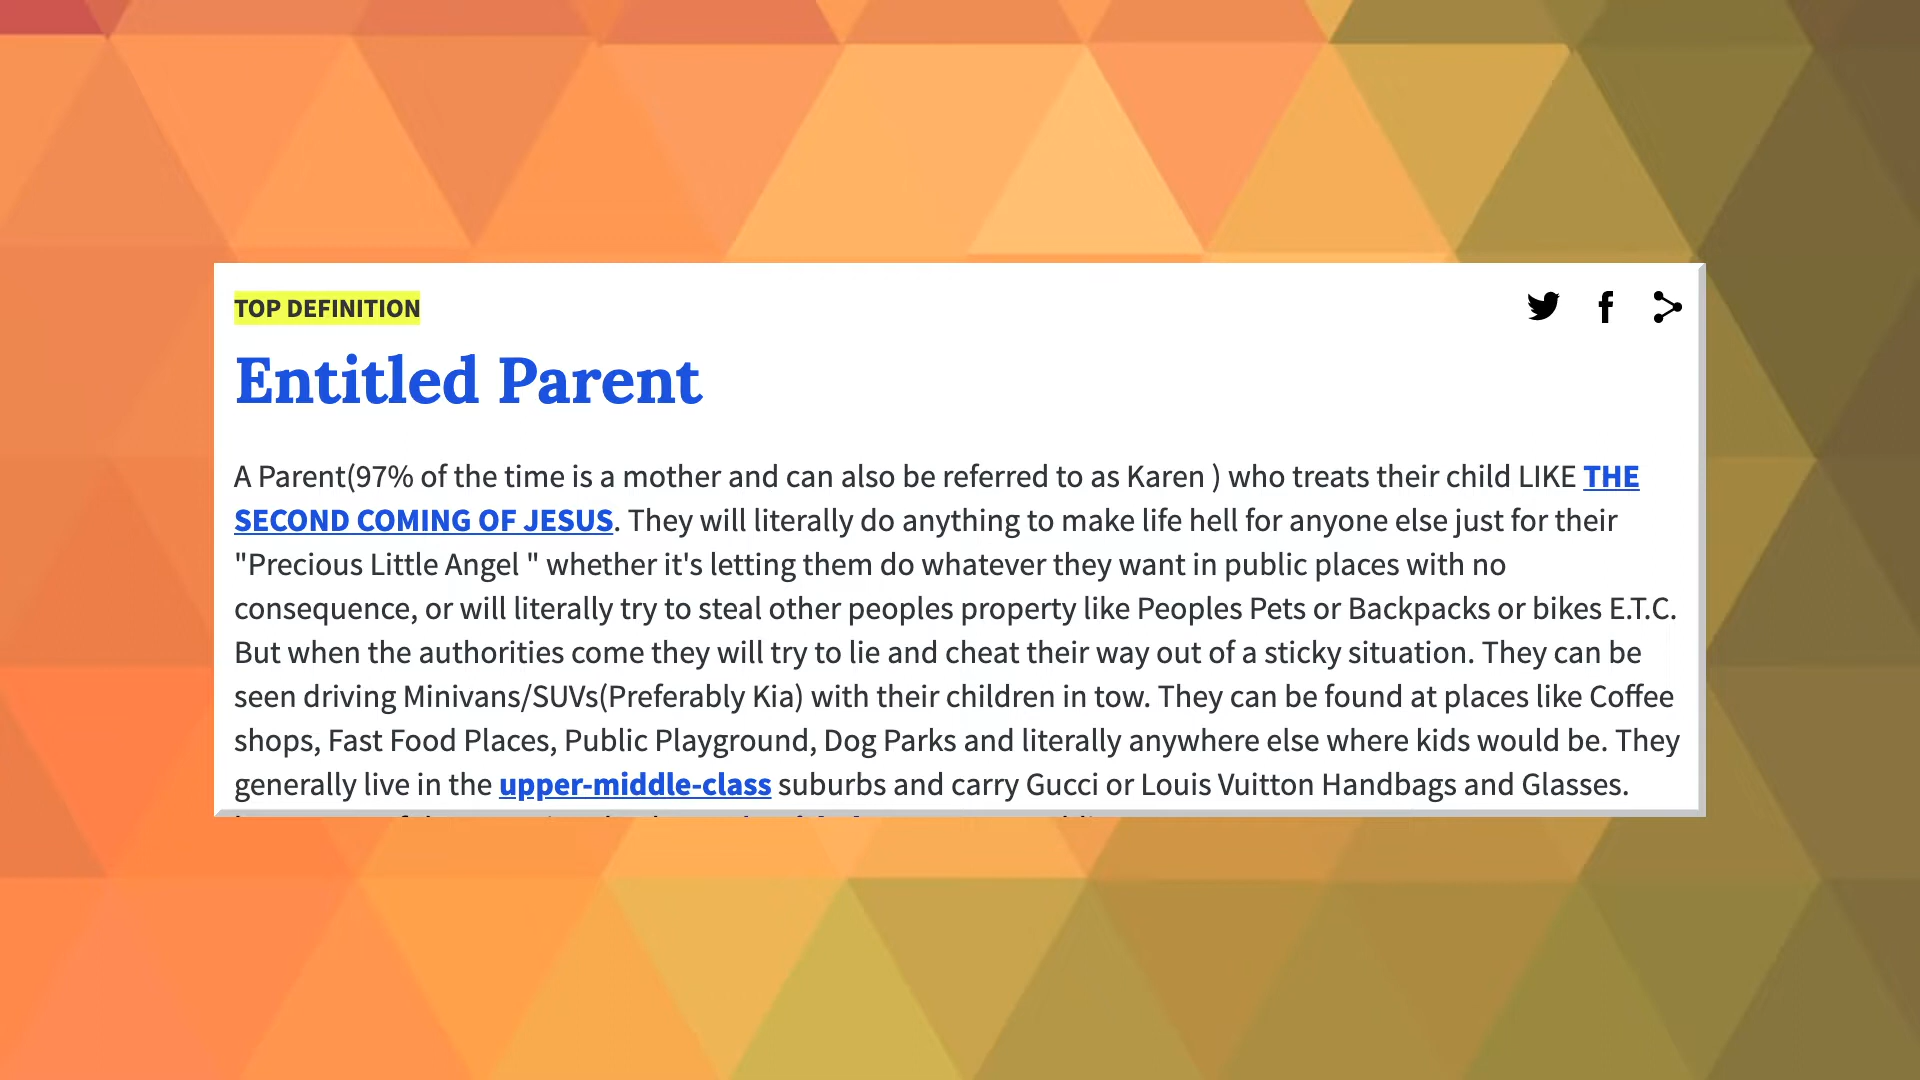 TOP DEFINITION
Entitled Parent
A Parent(97% of the time is a mother and can also be referred to as Karen ) who treats their child LIKE THE
SECOND COMING OF JESUS. They will literally do anything to make life hell for anyone else just for their
"Precious Little Angel " whether it's letting them do whatever they want in public places with no
consequence, or will literally try to steal other peoples property like Peoples Pets or Backpacks or bikes E.T.C.
But when the authorities come they will try to lie and cheat their way out of a sticky situation. They can be
seen driving Minivans/SUVs(Preferably Kia) with their children in tow. They can be found at places like Coffee
shops, Fast Food Places, Public Playground, Dog Parks and literally anywhere else where kids would be. They
generally live in the upper-middle-class suburbs and carry Gucci or Louis Vuitton Handbags and Glasses.